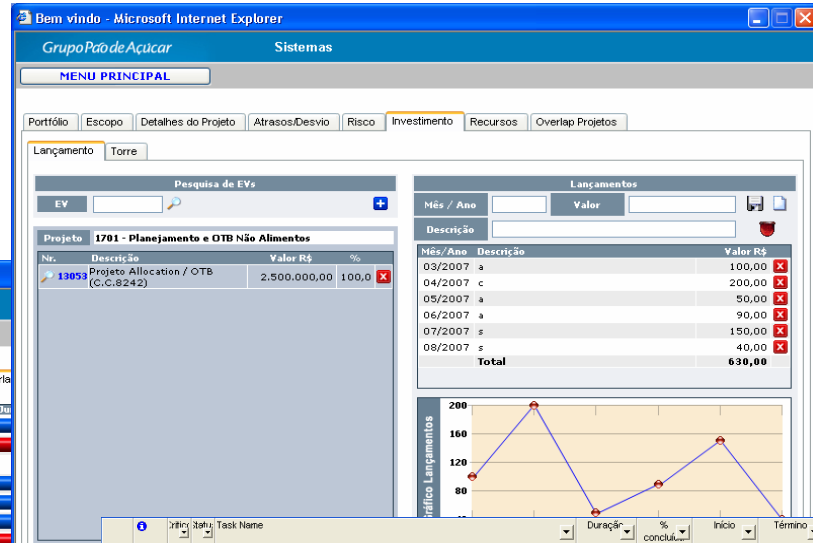 Bem vindo - Microsoft Internet Explorer
GrupoPãodeAçúcar Sistemas
MENU PRINCIPAL
Portfólio Escopo Detalhes do Projeto Atrasos/Desvio Risco Investimento Recursos Overlap Projetos
Lançamento Torre
Pesquisa de EVs
EV
Projeto 1701 - Planejamento e OTB Não Alimentos
Nr. Descrição Valor R$ %
13053 Projeto Allocation / OTB (C.C.8242) 2.500.000,00 100,0
Lançamentos
Mês / Ano Valor
Descrição
Mês/Ano Descrição Valor R$
03/2007 a 100,00
04/2007 c 200,00
05/2007 a 50,00
06/2007 a 90,00
07/2007 s 150,00
08/2007 s 40,00
Total 630,00
Gráfico Lançamentos
200
160
120
80
Task Name Duração % Início Término